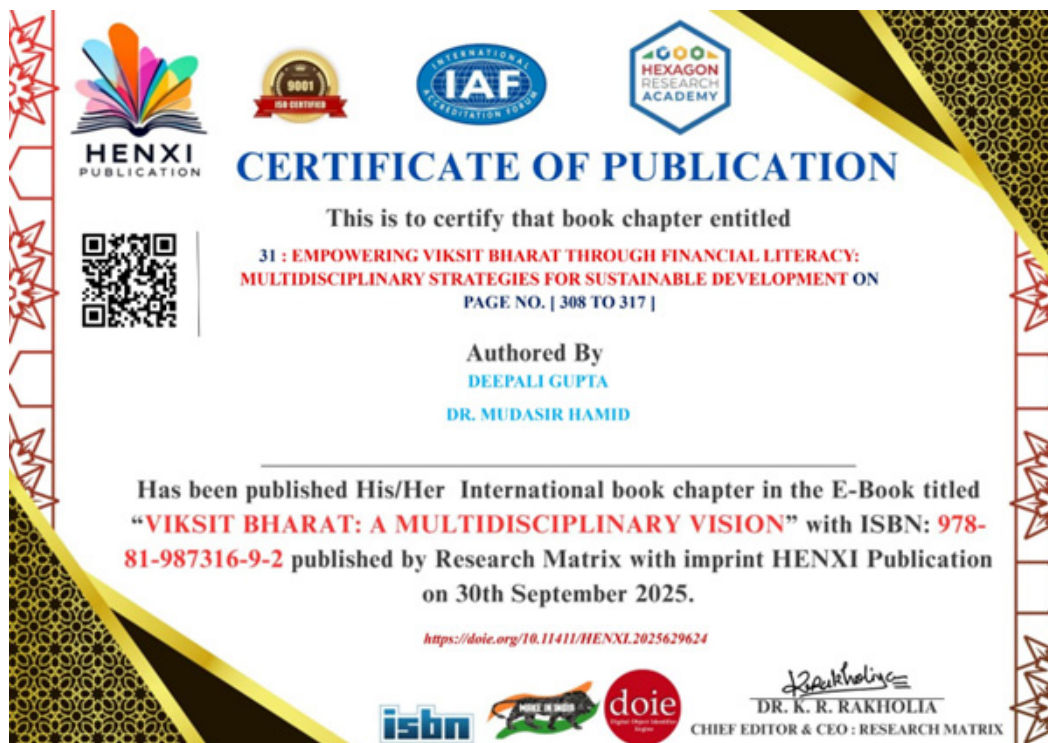 HENXI
PUBLICATION
9001
ISO CERTIFIED
INTERNATIONAL
IAF
ACCREDITATION FORUM
HEXAGON
RESEARCH
ACADEMY
CERTIFICATE OF PUBLICATION
This is to certify that book chapter entitled
31 : EMPOWERING VIKSIT BHARAT THROUGH FINANCIAL LITERACY:
MULTIDISCIPLINARY STRATEGIES FOR SUSTAINABLE DEVELOPMENT ON
PAGE NO. [ 308 TO 317 ]
Authored By
DEEPALI GUPTA
DR. MUDASIR HAMID
Has been published His/Her International book chapter in the E-Book titled
“VIKSIT BHARAT: A MULTIDISCIPLINARY VISION” with ISBN: 978-
81-987316-9-2 published by Research Matrix with imprint HENXI Publication
on 30th September 2025.
https://doie.org/10.11411/HENXI.2025629624
isbn
MAKE IN INDIA
doie
Digital Object Identifier
Engine
DR. K. R. RAKHOLIA
CHIEF EDITOR & CEO : RESEARCH MATRIX